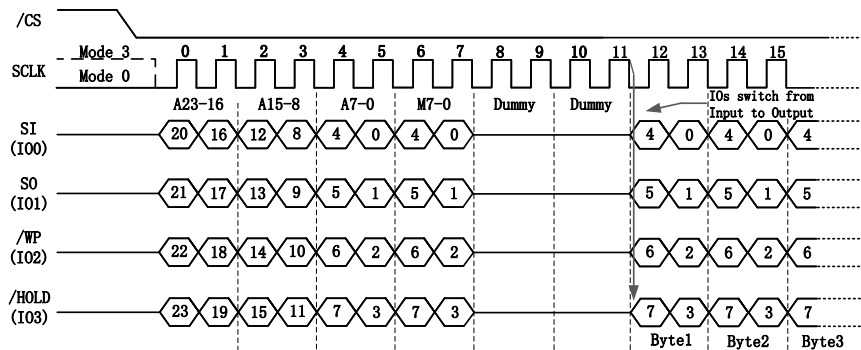 /CS
Mode 3 0 1 2 3 4 5 6 7 8 9 10 11 12 13 14 15
SCLK
Mode 0
A23-16 A15-8 A7-0 M7-0 Dummy Dummy
IOs switch from
Input to Output
SI
(IO0)
20 16 12 8 4 0 4 0 4 0 4 0 4
SO
(IO1)
21 17 13 9 5 1 5 1 5 1 5 1 5
/WP
(IO2)
22 18 14 10 6 2 6 2 6 2 6 2 6
/HOLD
(IO3)
23 19 15 11 7 3 7 3 7 3 7 3 7
Byte1 Byte2 Byte3